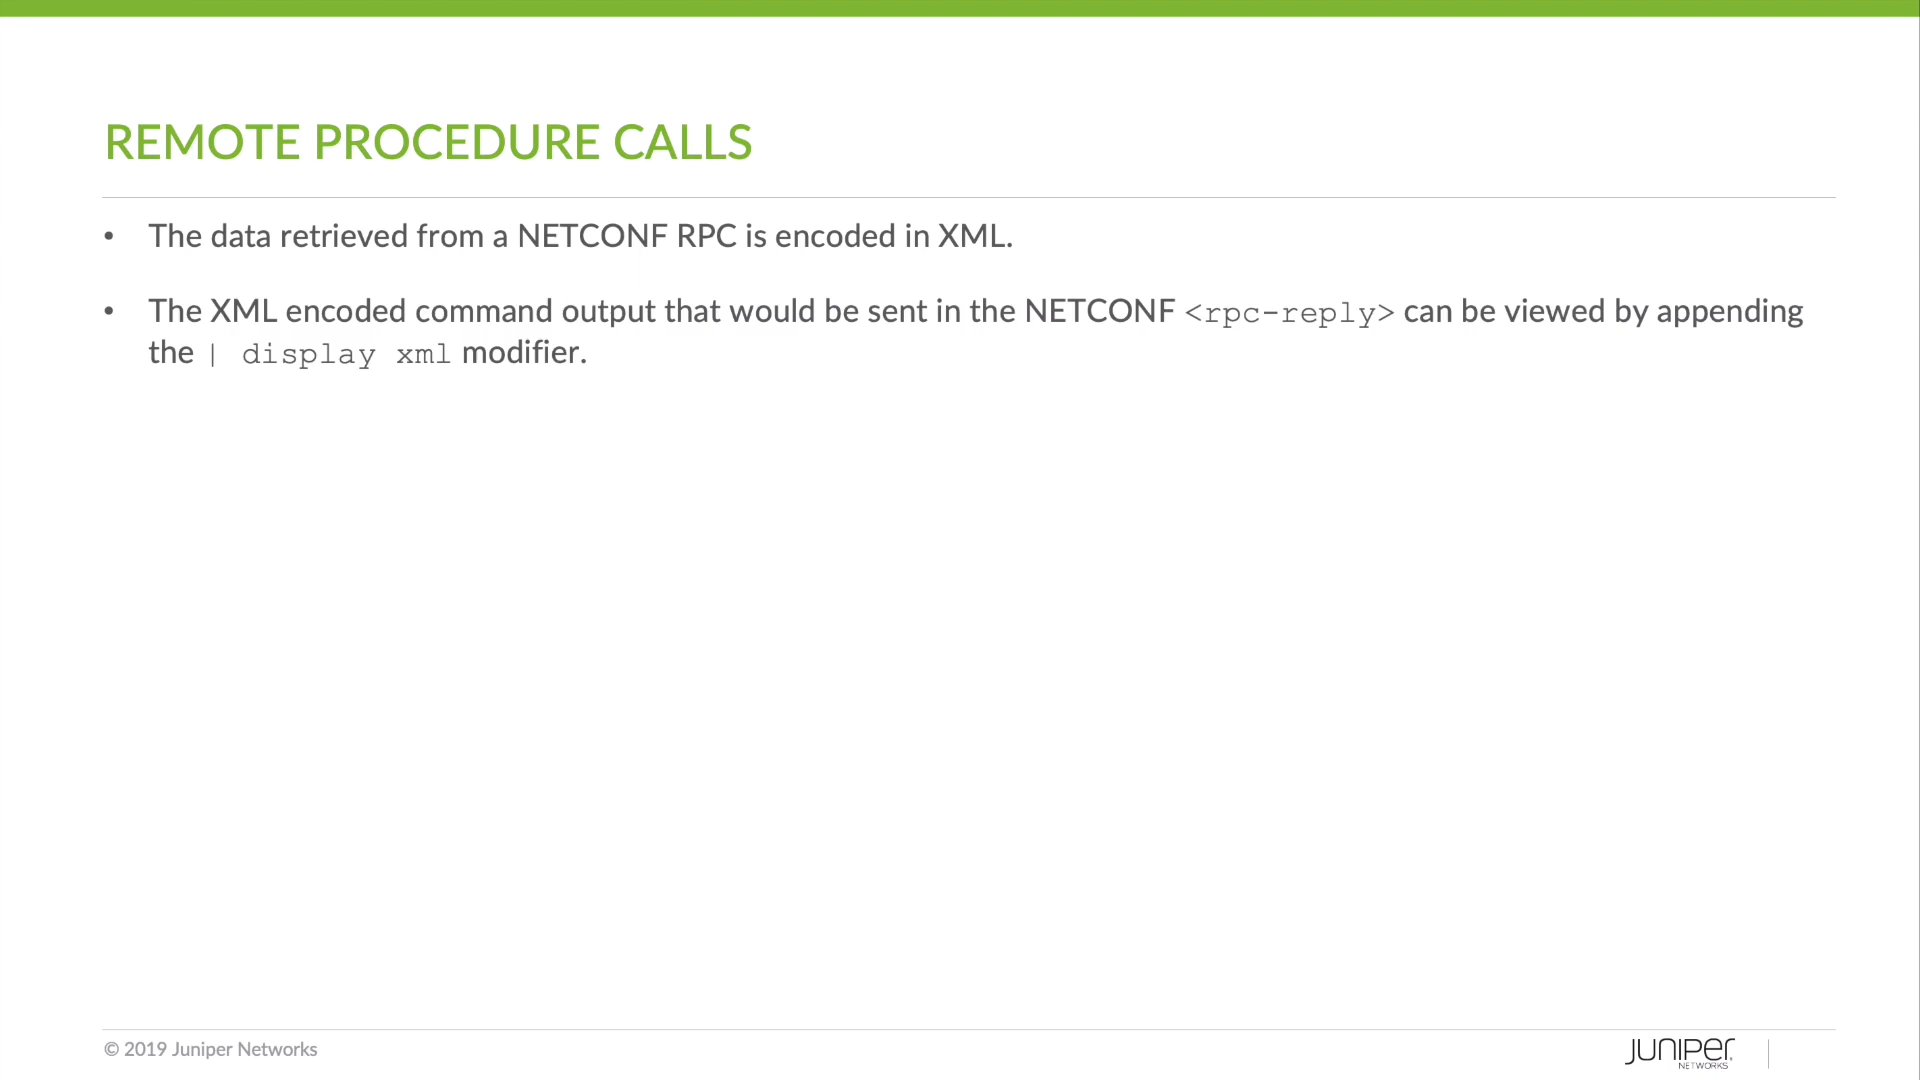 REMOTE PROCEDURE CALLS
• The data retrieved from a NETCONF RPC is encoded in XML.
• The XML encoded command output that would be sent in the NETCONF <rpc-reply> can be viewed by appending
the | display xml modifier.
© 2019 Juniper Networks
JUNIPER
NETWORKS